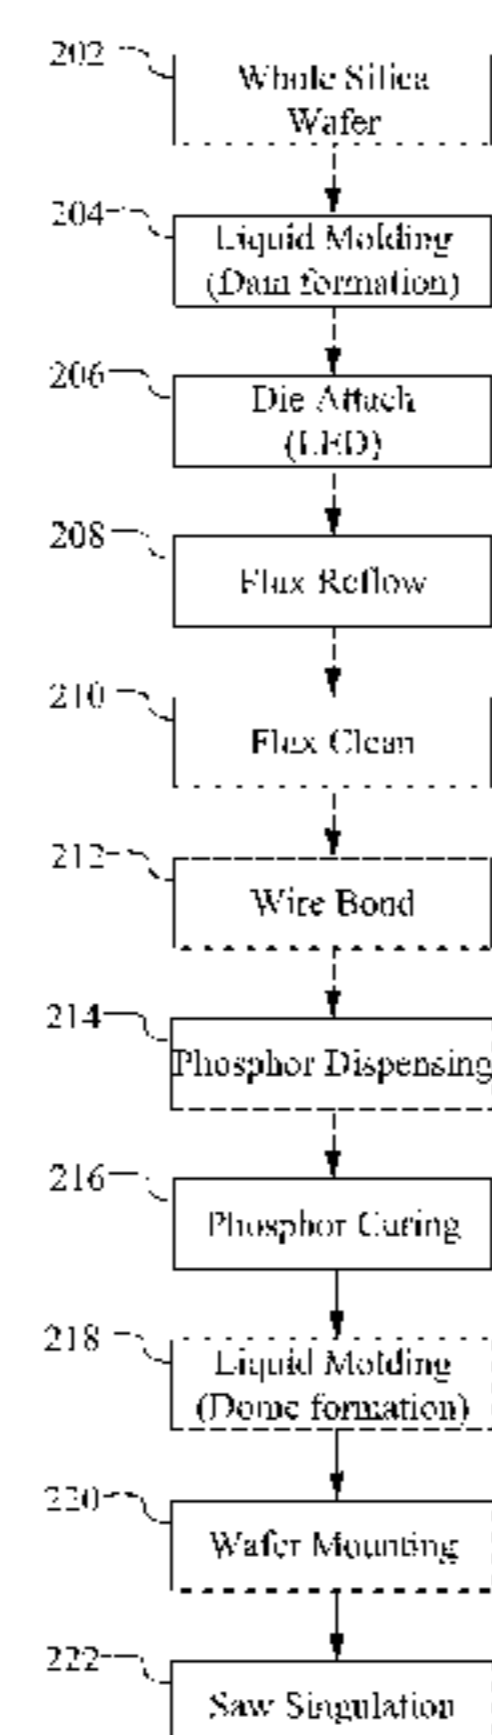 202
Whole Silica
Wafer
204
Liquid Molding
(Dam formation)
206
Die Attach
(LED)
208
Flux Reflow
210
Flux Clean
212
Wire Bond
214
Phosphor Dispensing
216
Phosphor Curing
218
Liquid Molding
(Dome formation)
220
Wafer Mounting
222
Saw Singulation